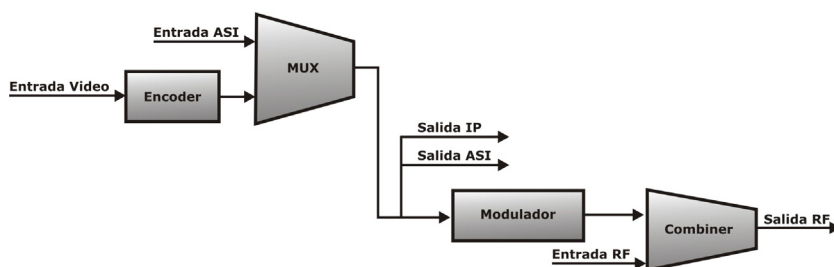 Entrada ASI
MUX
Entrada Video
Encoder
Salida IP
Salida ASI
Modulador
Combiner
Salida RF
Entrada RF